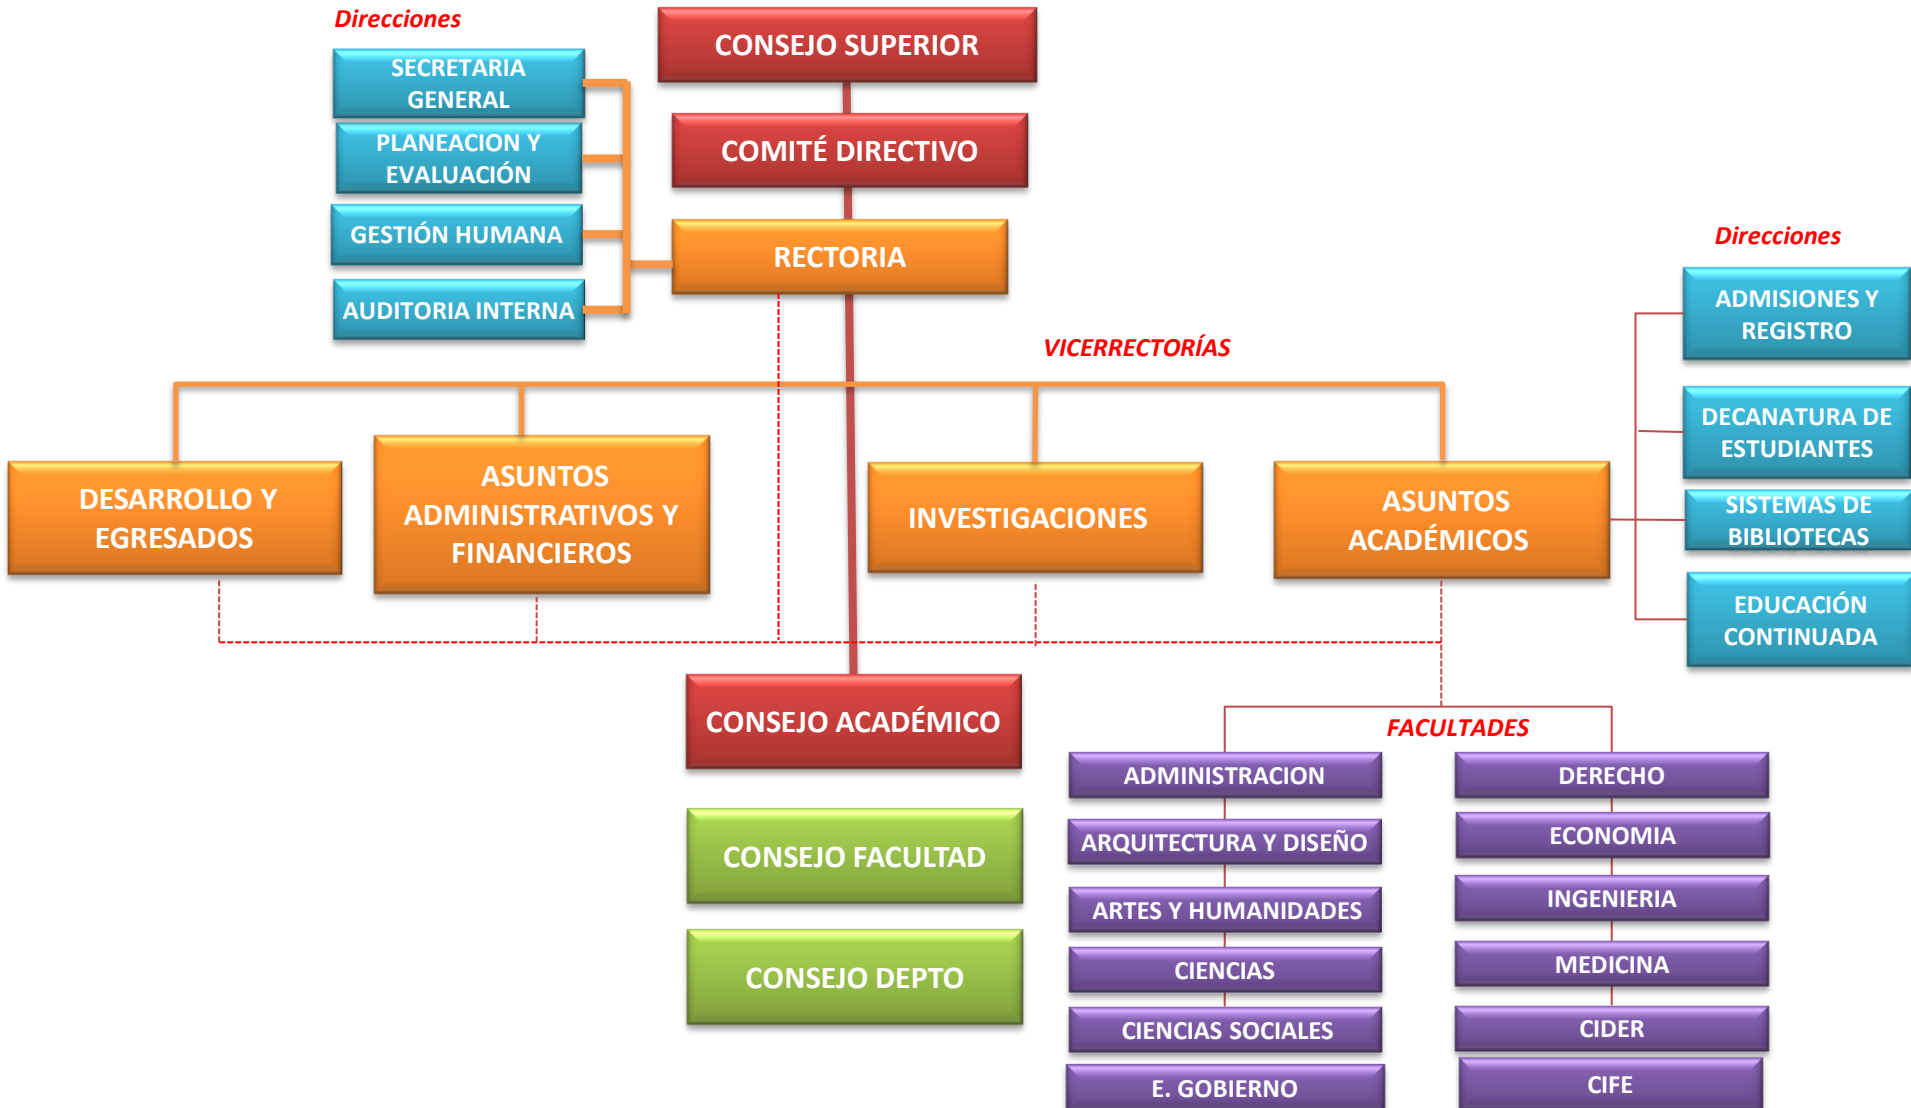 Direcciones
SECRETARIA
GENERAL
PLANEACION Y
EVALUACIÓN
GESTIÓN HUMANA
AUDITORIA INTERNA
CONSEJO SUPERIOR
COMITÉ DIRECTIVO
RECTORIA
Direcciones
ADMISIONES Y
REGISTRO
DECANATURA DE
ESTUDIANTES
SISTEMAS DE
BIBLIOTECAS
EDUCACIÓN
CONTINUADA
VICERRECTORÍAS
DESARROLLO Y
EGRESADOS
ASUNTOS
ADMINISTRATIVOS Y
FINANCIEROS
INVESTIGACIONES
ASUNTOS
ACADÉMICOS
CONSEJO ACADÉMICO
CONSEJO FACULTAD
CONSEJO DEPTO
FACULTADES
ADMINISTRACION
ARQUITECTURA Y DISEÑO
ARTES Y HUMANIDADES
CIENCIAS
CIENCIAS SOCIALES
E. GOBIERNO
DERECHO
ECONOMIA
INGENIERIA
MEDICINA
CIDER
CIFE